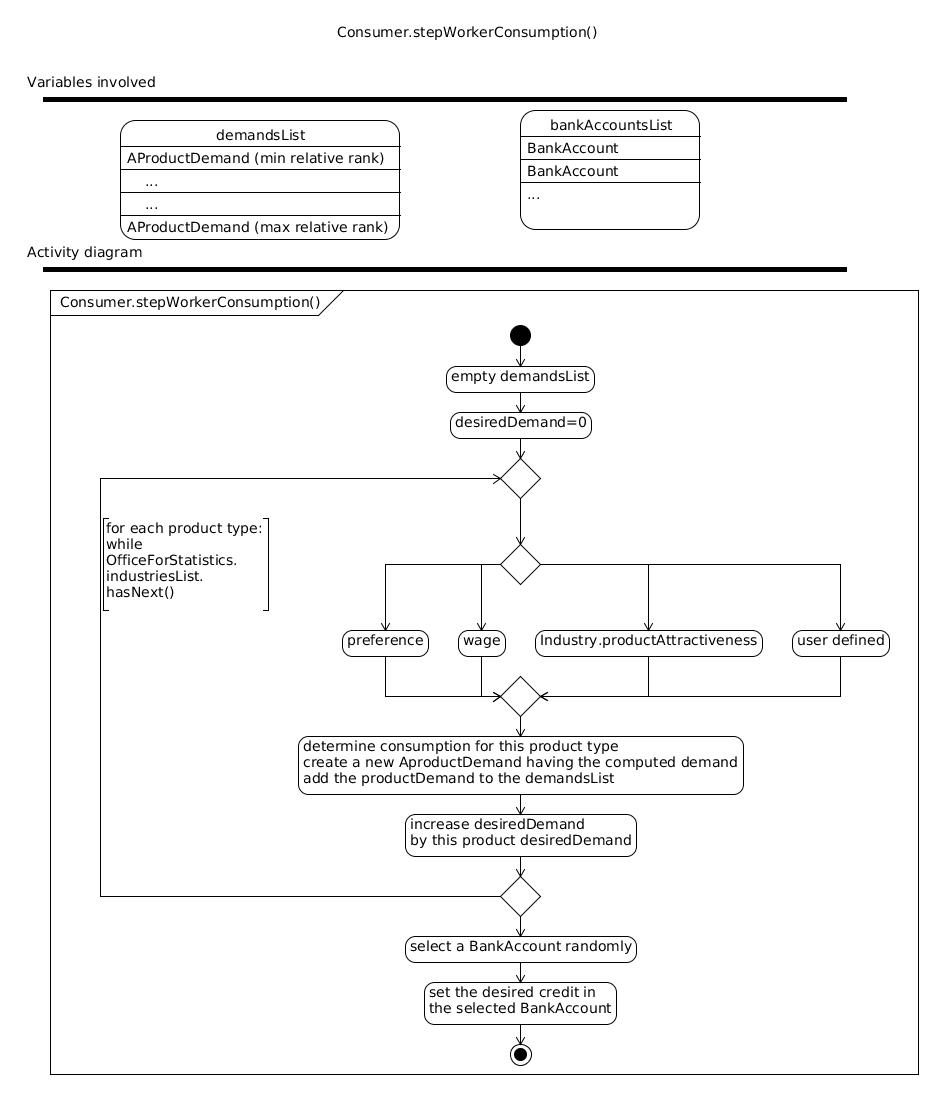 Consumer.stepWorkerConsumption()
Variables involved
demandsList
AProductDemand (min relative rank)
...
...
AProductDemand (max relative rank)
bankAccountsList
BankAccount
BankAccount
...
Activity diagram
Consumer.stepWorkerConsumption()
empty demandsList
desiredDemand=0
for each product type:
while
OfficeForStatistics.
industriesList.
hasNext()
preference
wage
Industry.productAttractiveness
user defined
determine consumption for this product type
create a new AproductDemand having the computed demand
add the productDemand to the demandsList
increase desiredDemand
by this product desiredDemand
select a BankAccount randomly
set the desired credit in
the selected BankAccount